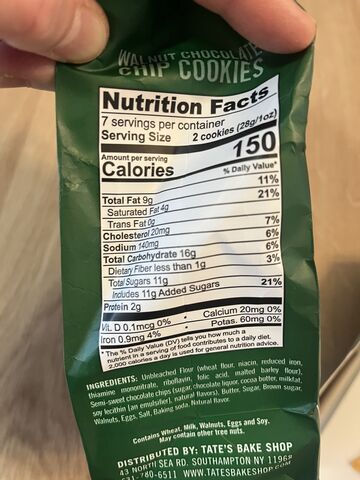 WALNUT CHOCOLATE
CHIP COOKIES
Nutrition Facts
7 servings per container
Serving Size 2 cookies (28g/1oz)
Amount per serving
Calories 150
% Daily Value*
Total Fat 9g 11%
Saturated Fat 4g 21%
Trans Fat 0g
Cholesterol 20mg 7%
Sodium 140mg 6%
Total Carbohydrate 16g 6%
Dietary Fiber less than 1g 3%
Total Sugars 11g
Includes 11g Added Sugars 21%
Protein 2g
Vit. D 0.1mcg 0% • Calcium 20mg 0%
Iron 0.9mg 4% • Potas. 60mg 0%
* The % Daily Value (DV) tells you how much a
nutrient in a serving of food contributes to a daily diet.
2,000 calories a day is used for general nutrition advice.
INGREDIENTS: Unbleached Flour (wheat flour, niacin, reduced iron,
thiamine mononitrate, riboflavin, folic acid, malted barley flour),
Semi-sweet chocolate chips (sugar, chocolate liquor, cocoa butter, milkfat,
soy lecithin (an emulsifier), natural flavors), Butter, Sugar, Brown sugar,
Walnuts, Eggs, Salt, Baking soda, Natural flavor.
Contains Wheat, Milk, Walnuts, Eggs and Soy.
May contain other tree nuts.
DISTRIBUTED BY: TATE'S BAKE SHOP
43 NORTH SEA RD. SOUTHAMPTON NY 11968
631-780-6511 WWW.TATESBAKESHOP